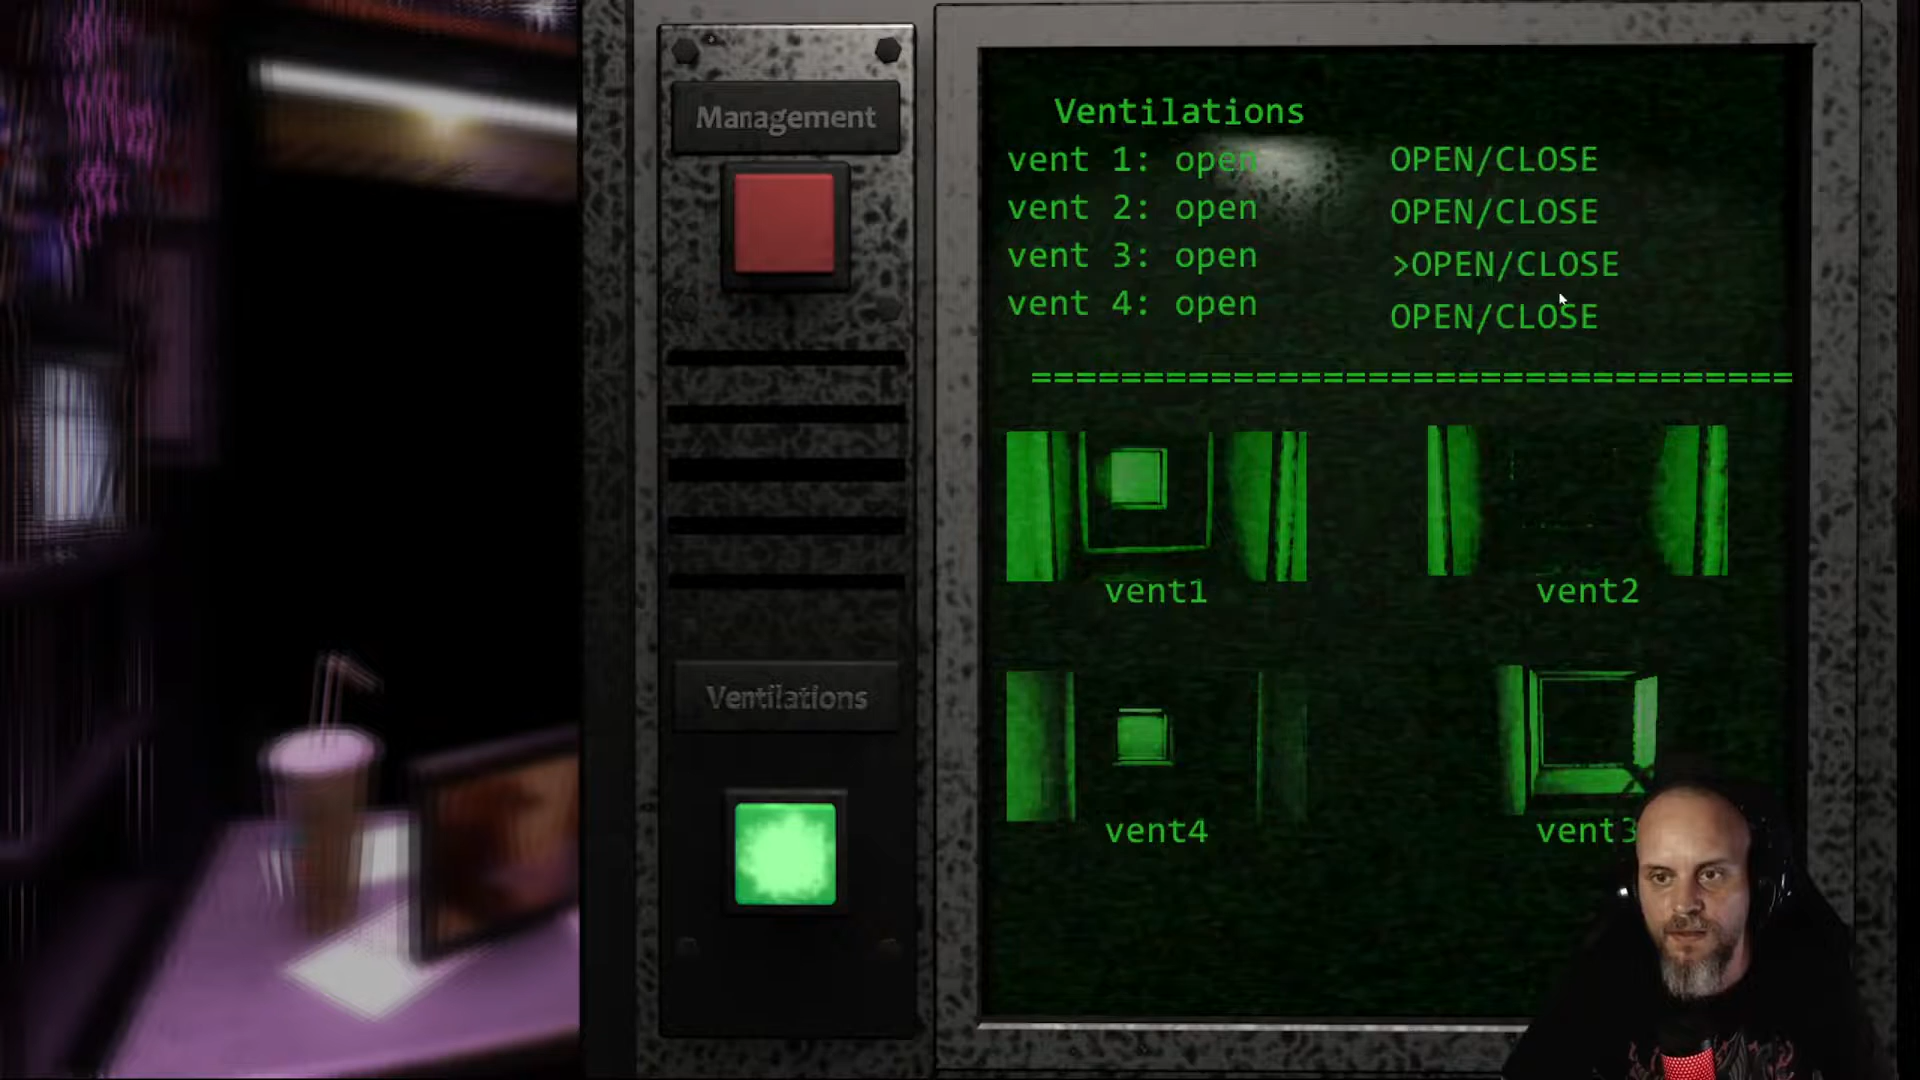 Management
Ventilations
Ventilations
vent 1: open OPEN/CLOSE
vent 2: open OPEN/CLOSE
vent 3: open >OPEN/CLOSE
vent 4: open OPEN/CLOSE
==================================
vent1 vent2
vent4 vent3